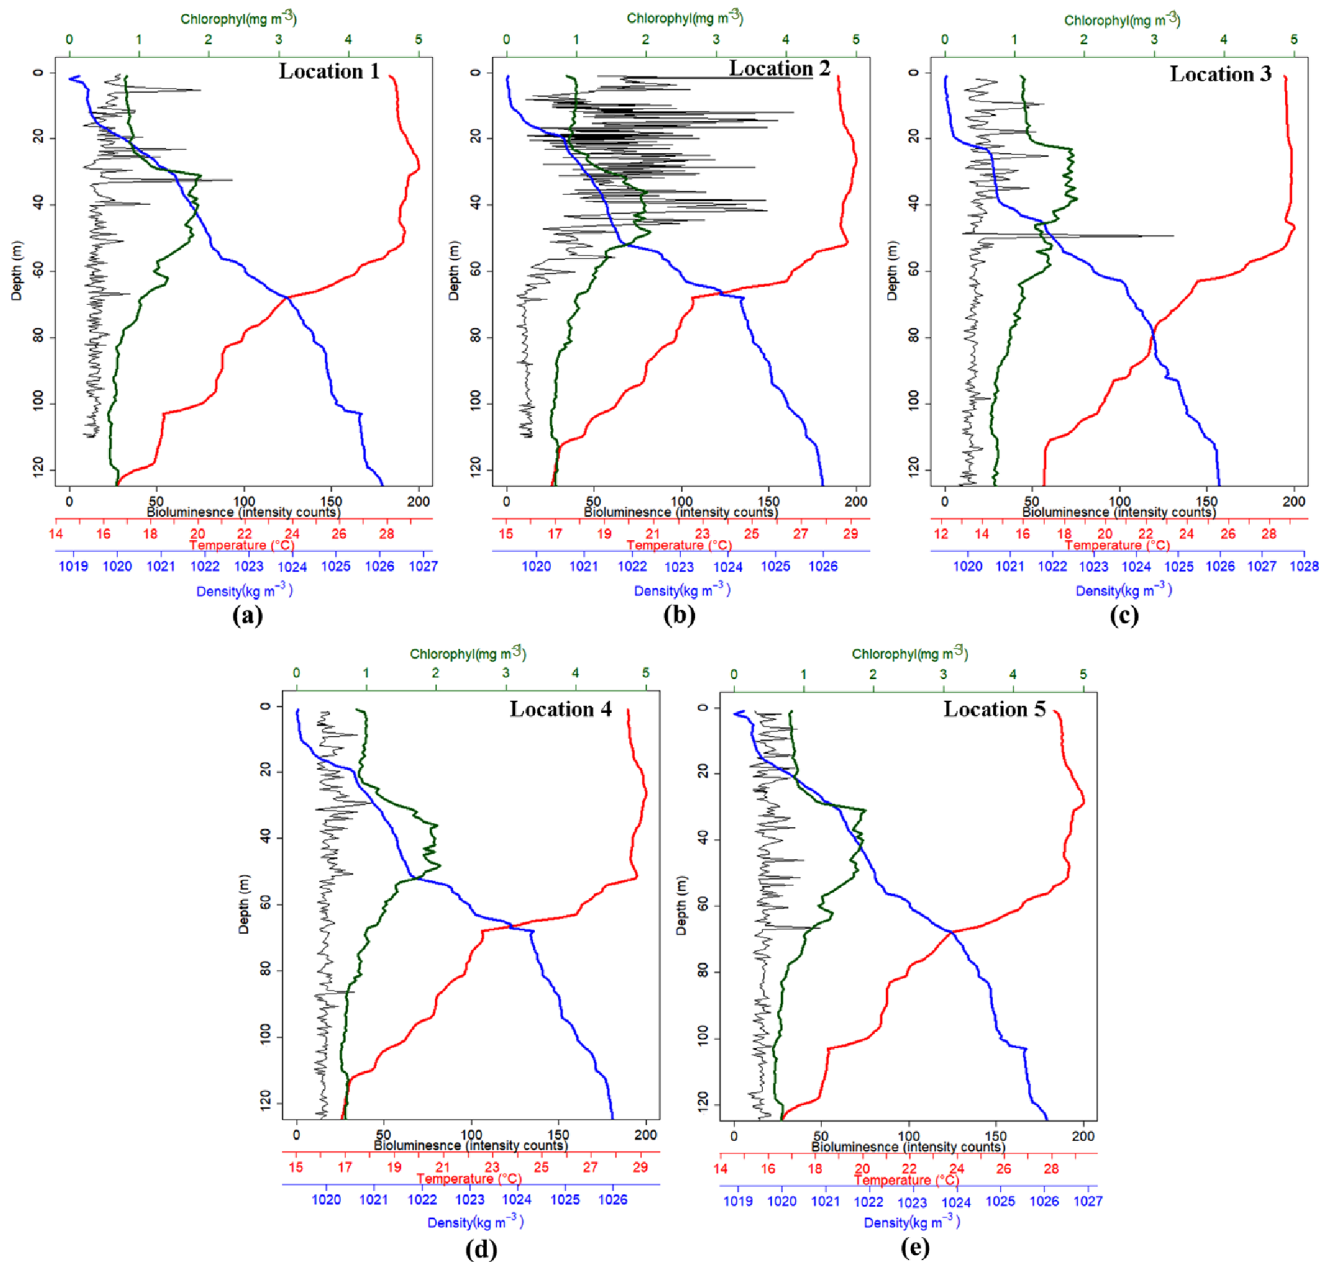 Chlorophyl(mg m⁻³)
0 1 2 3 4 5
Location 1
Depth (m)
0 20 40 60 80 100 120
0 50 100 150 200
Bioluminesnce (intensity counts)
14 16 18 20 22 24 26 28
Temperature (°C)
1019 1020 1021 1022 1023 1024 1025 1026 1027
Density(kg m⁻³)
(a)
Chlorophyl(mg m⁻³)
0 1 2 3 4 5
Location 2
Depth (m)
0 20 40 60 80 100 120
0 50 100 150 200
Bioluminesnce (intensity counts)
15 17 19 21 23 25 27 29
Temperature (°C)
1020 1021 1022 1023 1024 1025 1026
Density(kg m⁻³)
(b)
Chlorophyl(mg m⁻³)
0 1 2 3 4 5
Location 3
Depth (m)
0 20 40 60 80 100 120
0 50 100 150 200
Bioluminesnce (intensity counts)
12 14 16 18 20 22 24 26 28
Temperature (°C)
1020 1021 1022 1023 1024 1025 1026 1027 1028
Density(kg m⁻³)
(c)
Chlorophyl(mg m⁻³)
0 1 2 3 4 5
Location 4
Depth (m)
0 20 40 60 80 100 120
0 50 100 150 200
Bioluminesnce (intensity counts)
15 17 19 21 23 25 27 29
Temperature (°C)
1020 1021 1022 1023 1024 1025 1026
Density(kg m⁻³)
(d)
Chlorophyl(mg m⁻³)
0 1 2 3 4 5
Location 5
Depth (m)
0 20 40 60 80 100 120
0 50 100 150 200
Bioluminesnce (intensity counts)
14 16 18 20 22 24 26 28
Temperature (°C)
1019 1020 1021 1022 1023 1024 1025 1026 1027
Density(kg m⁻³)
(e)